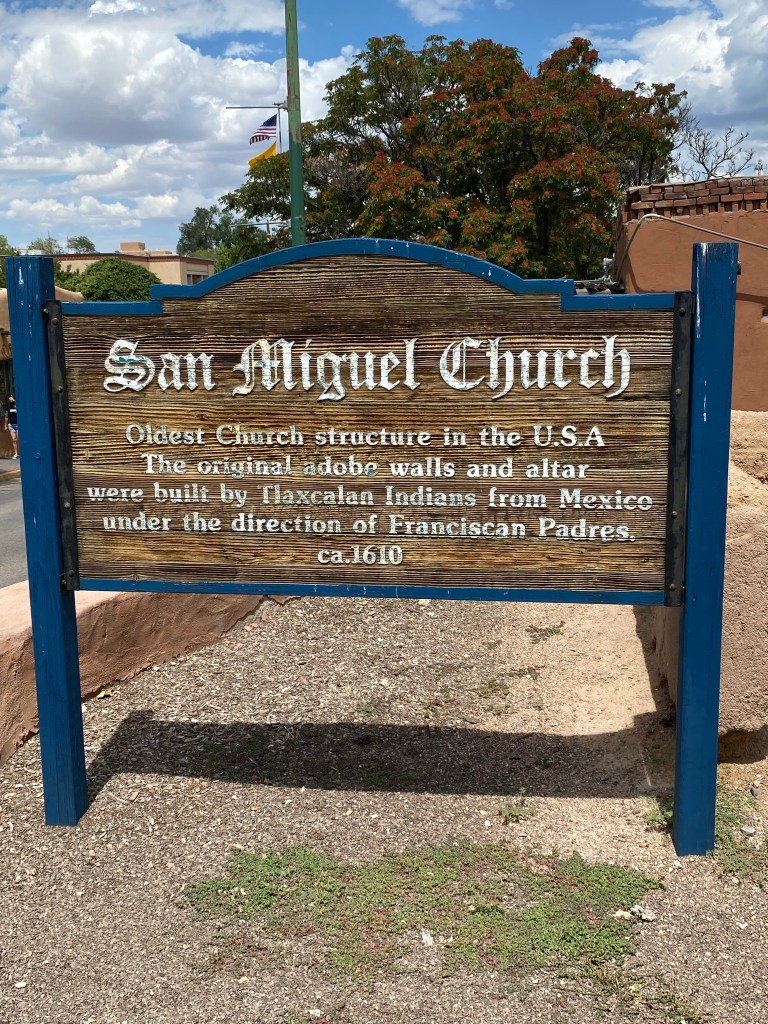 San Miguel Church
Oldest Church structure in the U.S.A
The original adobe walls and altar
were built by Tlaxcalan Indians from Mexico
under the direction of Franciscan Padres.
ca.1610